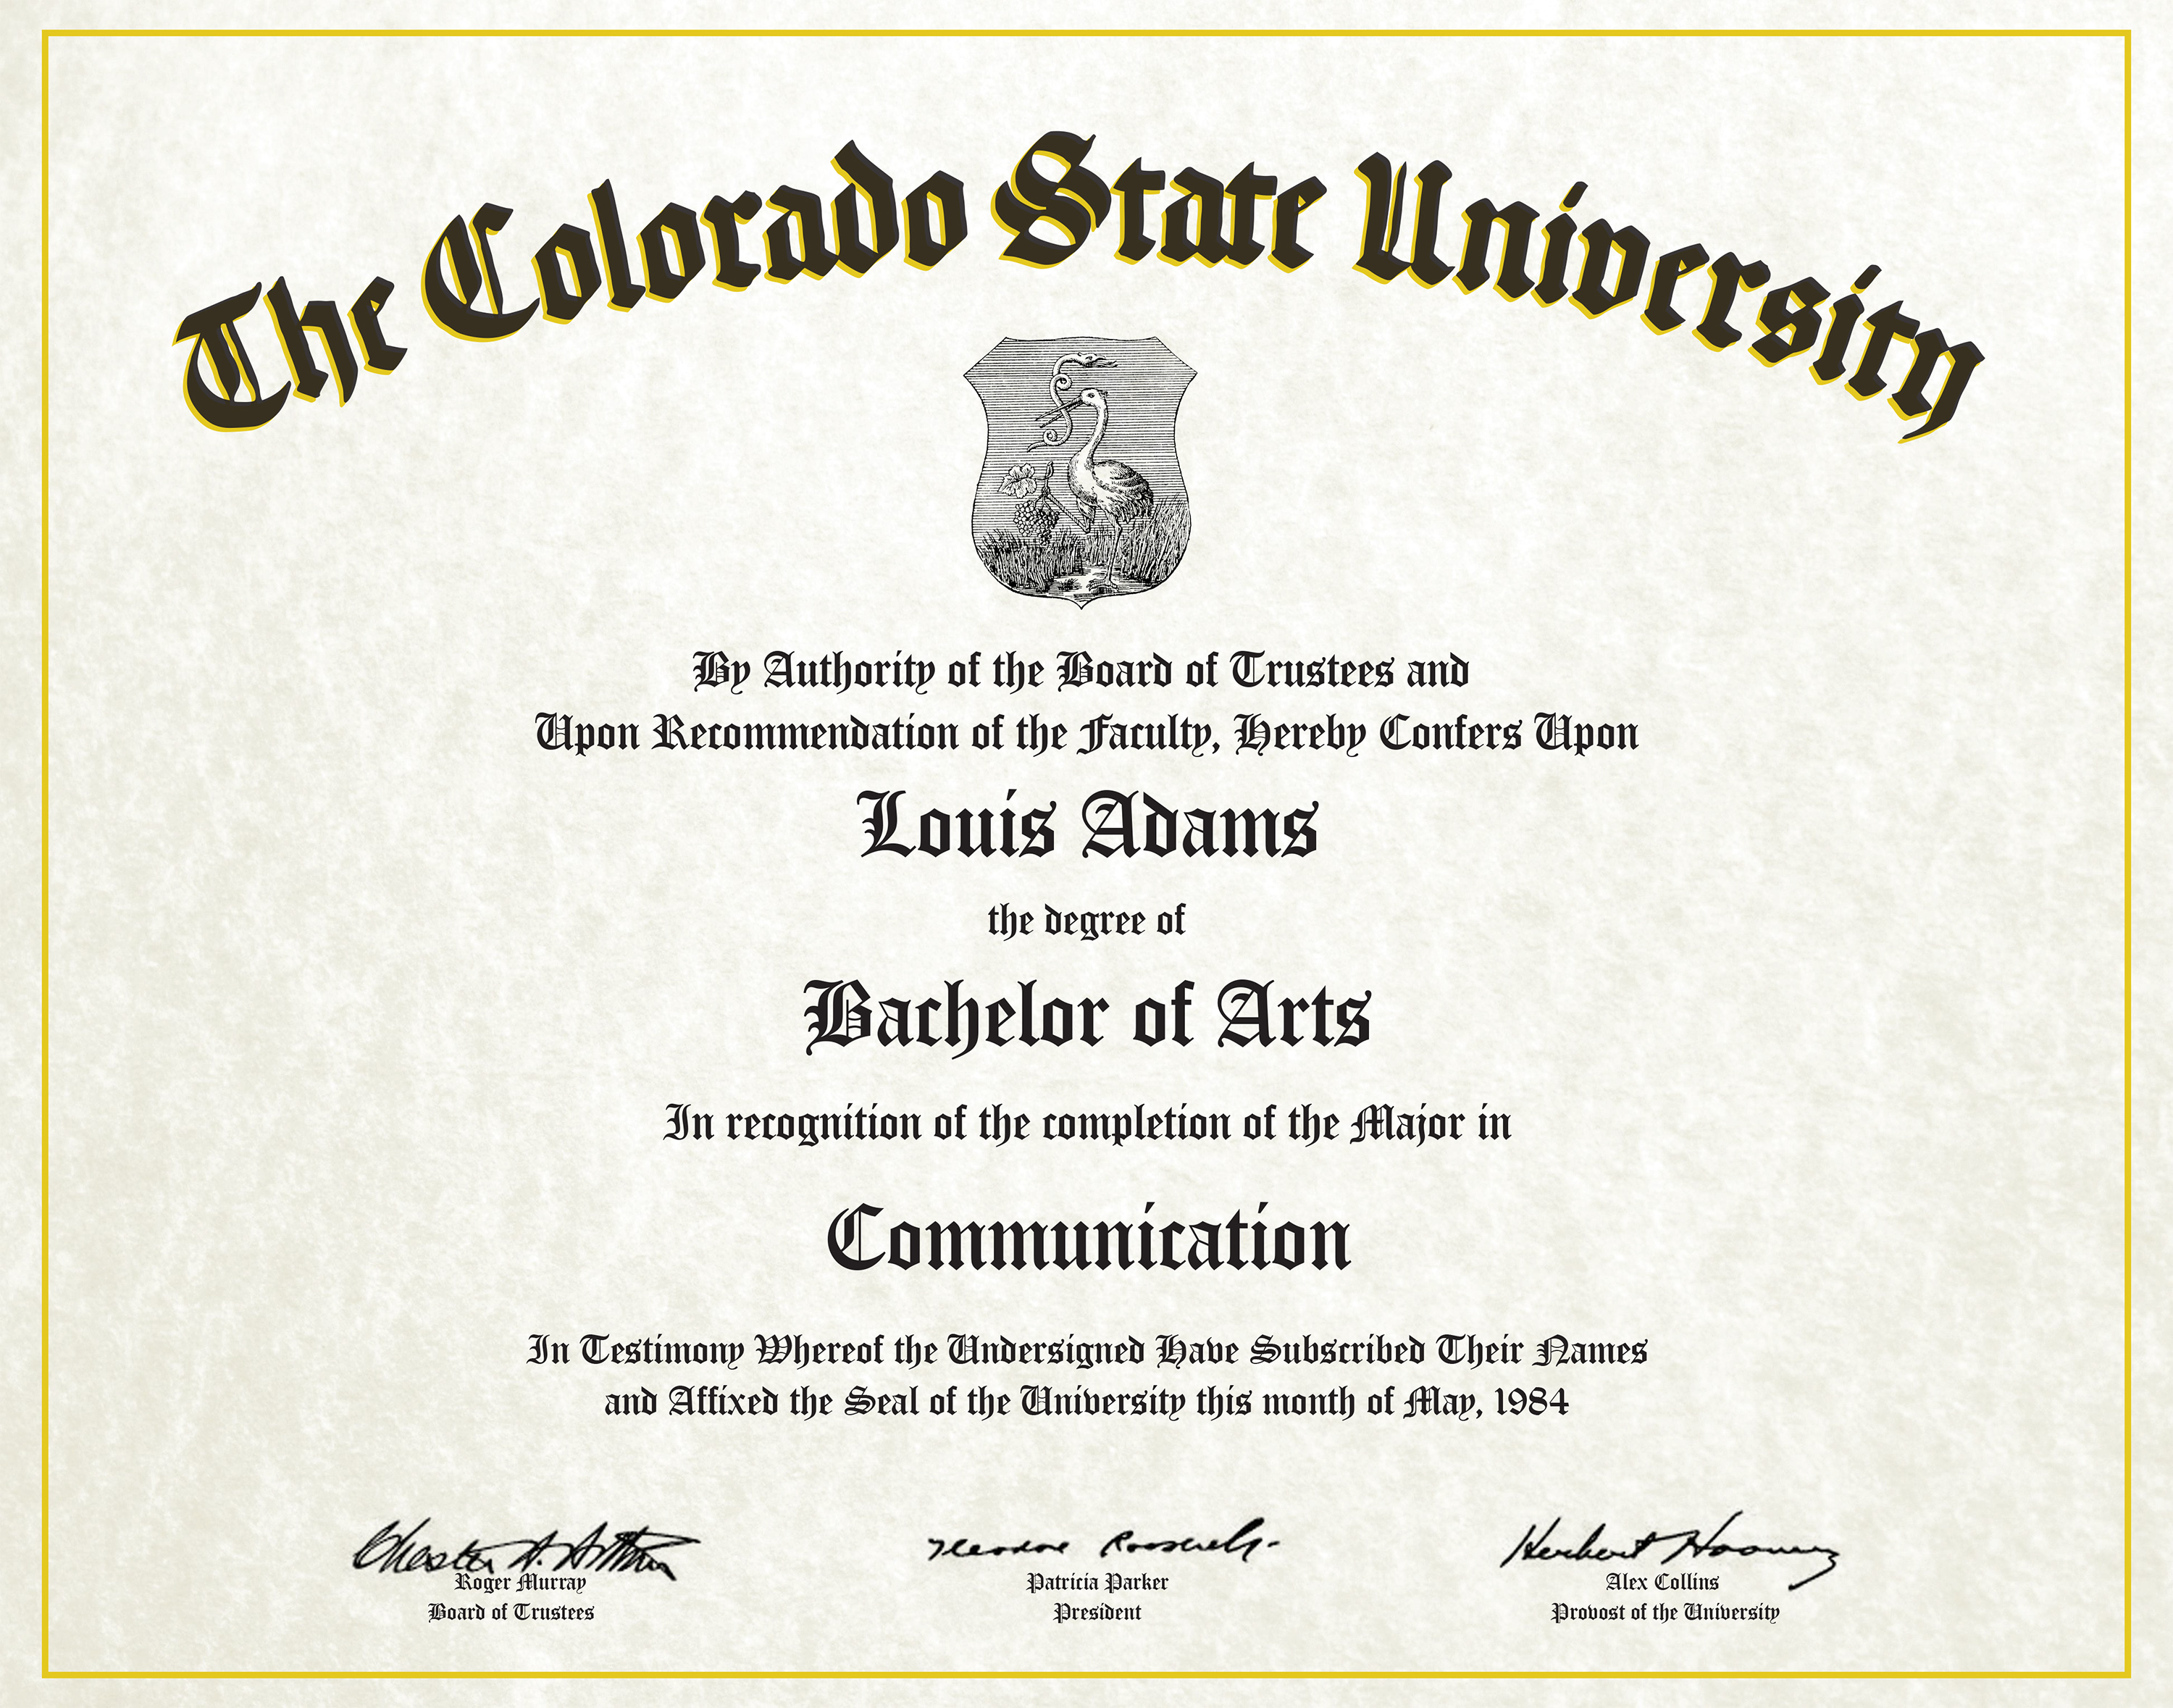 The Colorado State University
By Authority of the Board of Trustees and
Upon Recommendation of the Faculty, Hereby Confers Upon
Louis Adams
the degree of
Bachelor of Arts
In recognition of the completion of the Major in
Communication
In Testimony Whereof the Undersigned Have Subscribed Their Names
and Affixed the Seal of the University this month of May, 1984
Chester A. Arthur
Theodore Roosevelt
Herbert Hoover
Roger Murray
Patricia Parker
Alex Collins
Board of Trustees
President
Provost of the University